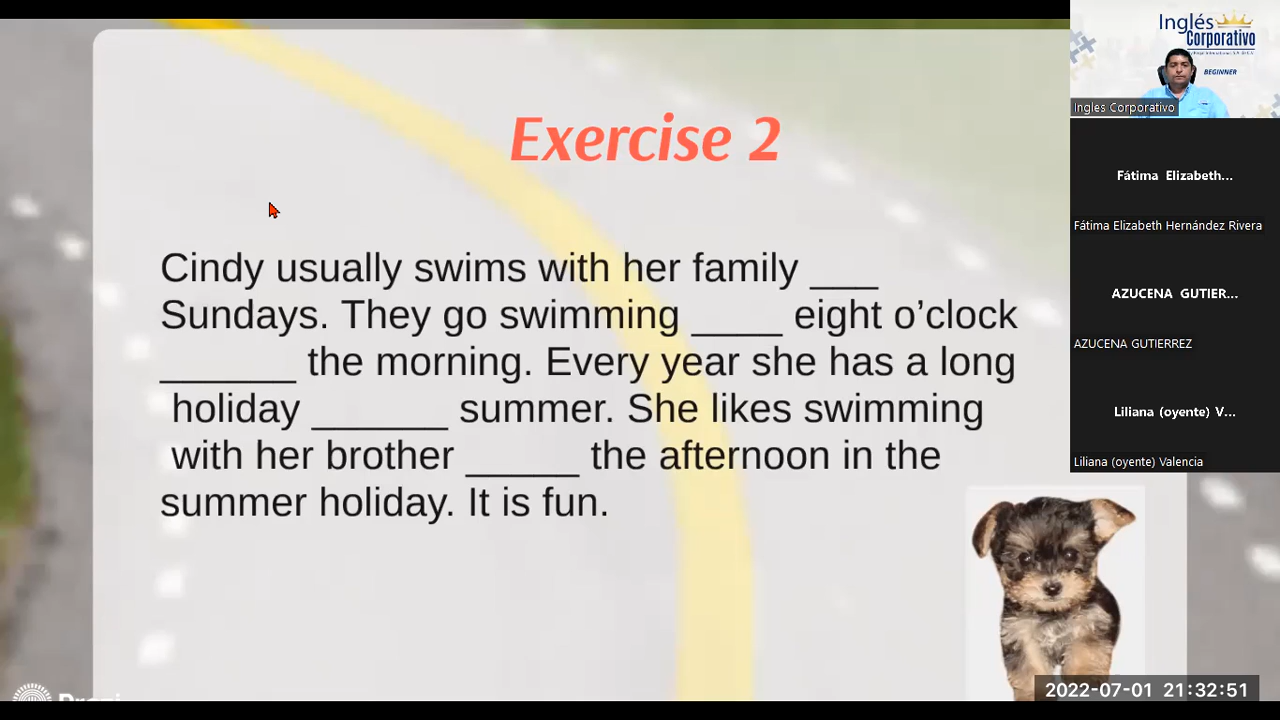 Exercise 2
Cindy usually swims with her family ___
Sundays. They go swimming ____ eight o’clock
______ the morning. Every year she has a long
holiday ______ summer. She likes swimming
with her brother _____ the afternoon in the
summer holiday. It is fun.
Inglés
Corporativo
BEGINNER
Ingles Corporativo
Fátima Elizabeth...
Fátima Elizabeth Hernández Rivera
AZUCENA GUTIER...
AZUCENA GUTIERREZ
Liliana (oyente) V...
Liliana (oyente) Valencia
Prezi
2022-07-01 21:32:51